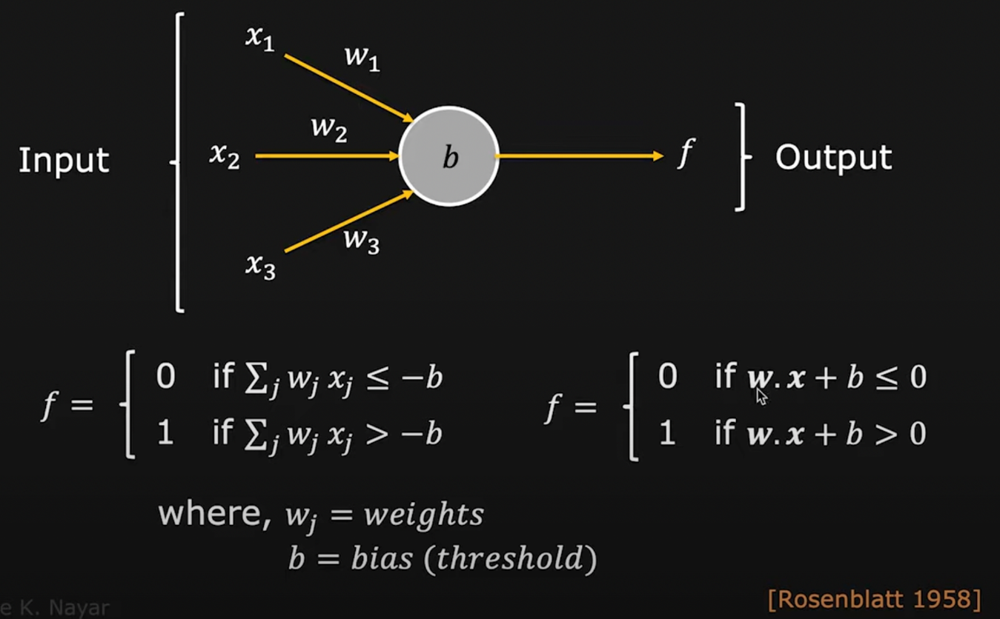 x₁
w₁
w₂
Input
x₂
b
f
Output
w₃
x₃
f = { 0 if ∑ⱼ wⱼ xⱼ ≤ −b
1 if ∑ⱼ wⱼ xⱼ > −b
f = { 0 if w. x + b ≤ 0
1 if w. x + b > 0
where, wⱼ = weights
b = bias (threshold)
[Rosenblatt 1958]
e K. Nayar